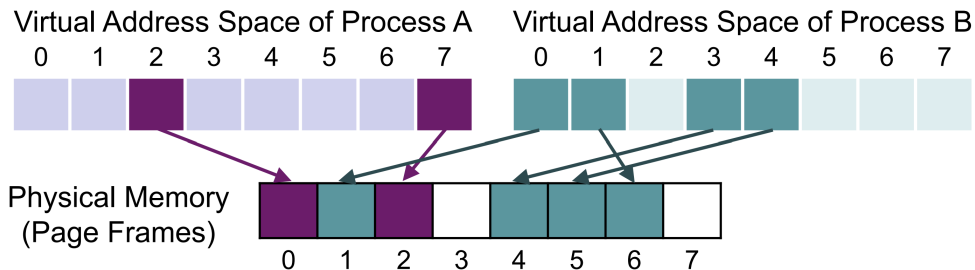 Virtual Address Space of Process A
Virtual Address Space of Process B
0 1 2 3 4 5 6 7
0 1 2 3 4 5 6 7
Physical Memory
(Page Frames)
0 1 2 3 4 5 6 7